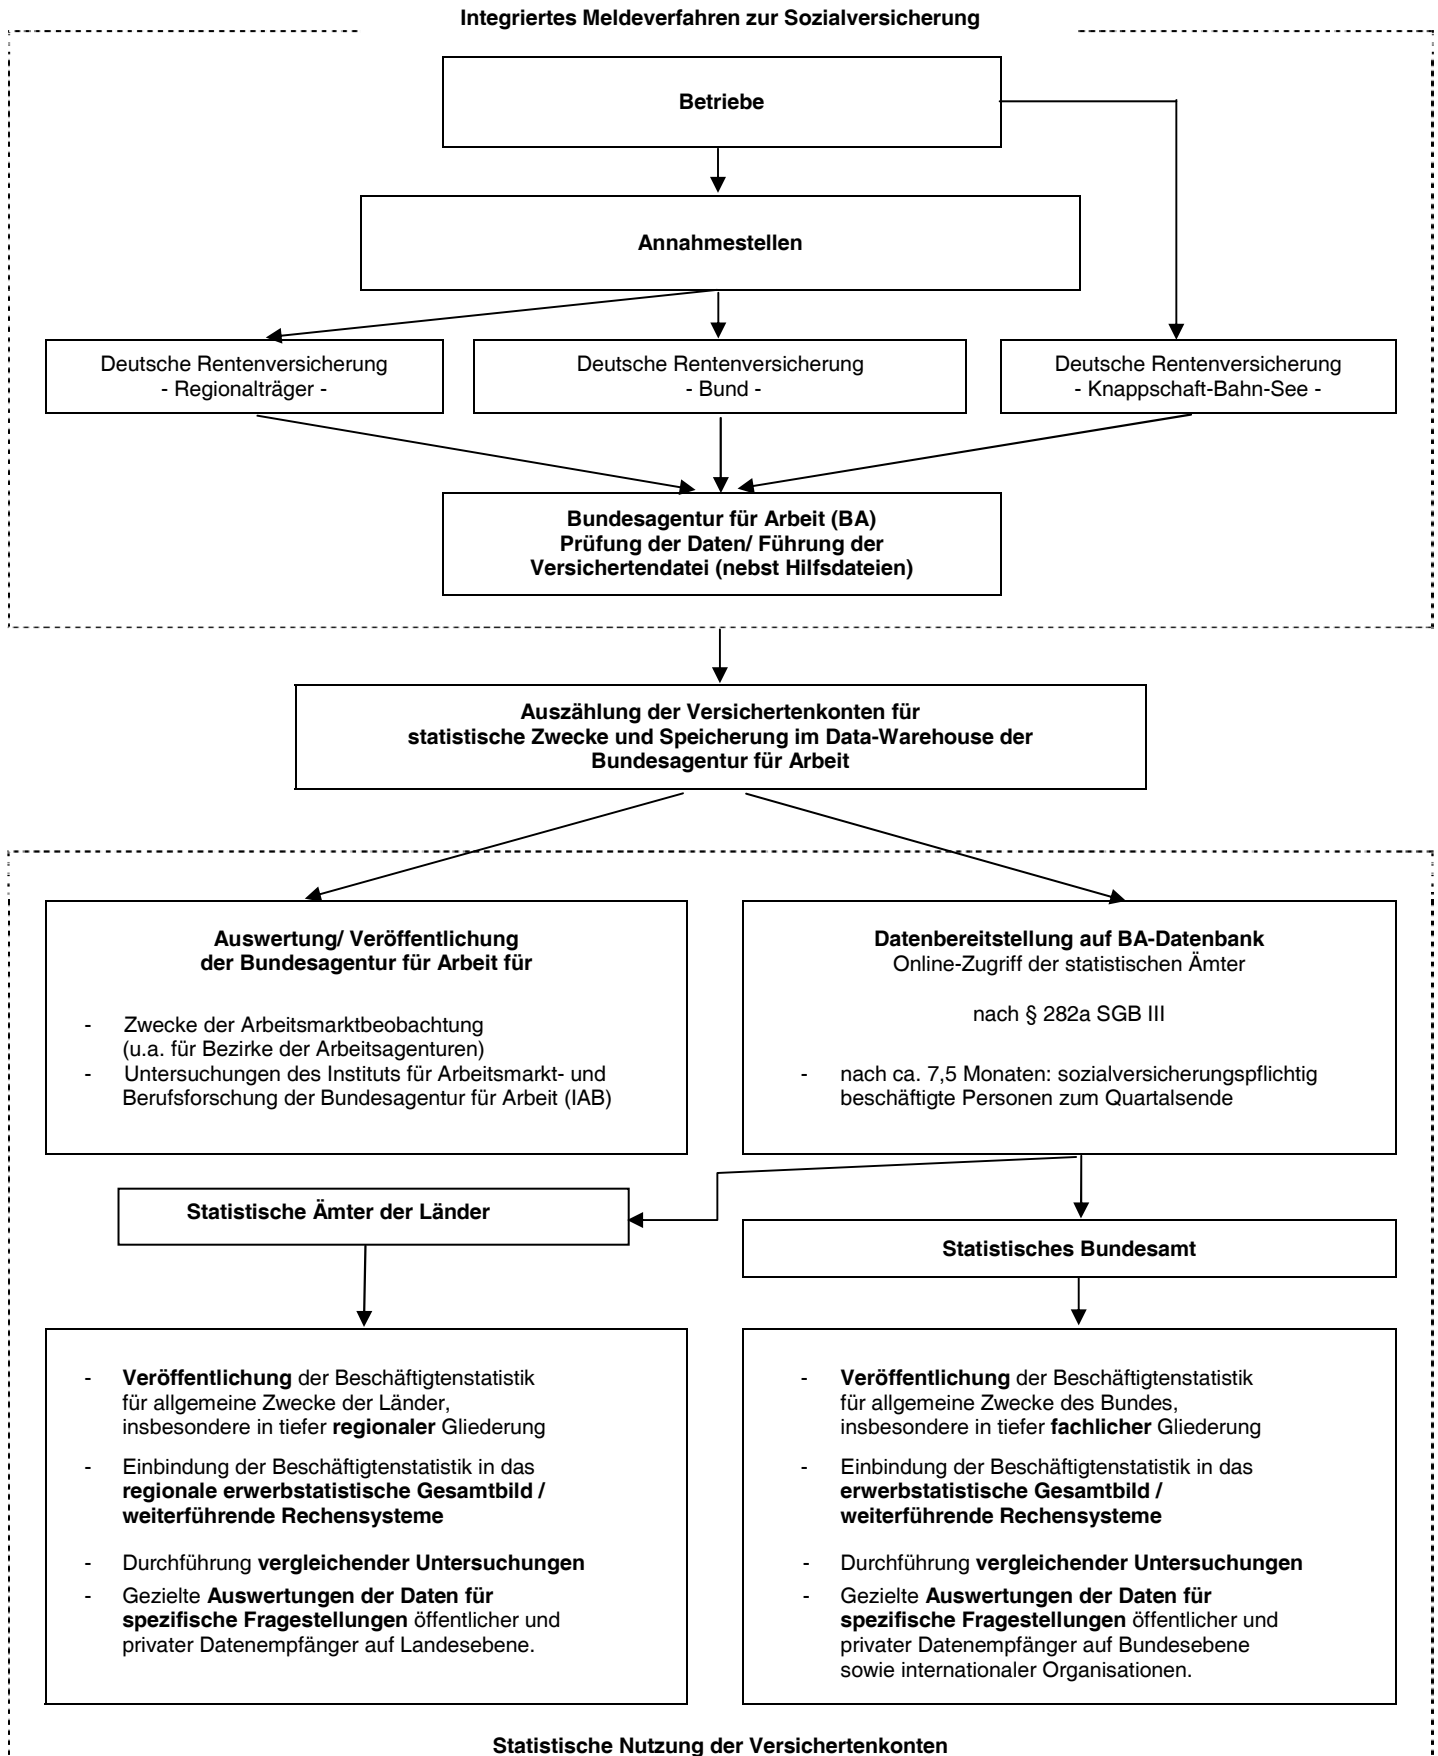 Integriertes Meldeverfahren zur Sozialversicherung
Betriebe
Annahmestellen
Deutsche Rentenversicherung
- Regionalträger -
Deutsche Rentenversicherung
- Bund -
Deutsche Rentenversicherung
- Knappschaft-Bahn-See -
Bundesagentur für Arbeit (BA)
Prüfung der Daten/ Führung der
Versichertendatei (nebst Hilfsdateien)
Auszählung der Versichertenkonten für
statistische Zwecke und Speicherung im Data-Warehouse der
Bundesagentur für Arbeit
Auswertung/ Veröffentlichung
der Bundesagentur für Arbeit für
- Zwecke der Arbeitsmarktbeobachtung
(u.a. für Bezirke der Arbeitsagenturen)
- Untersuchungen des Instituts für Arbeitsmarkt- und
Berufsforschung der Bundesagentur für Arbeit (IAB)
Datenbereitstellung auf BA-Datenbank
Online-Zugriff der statistischen Ämter
nach § 282a SGB III
- nach ca. 7,5 Monaten: sozialversicherungspflichtig
beschäftigte Personen zum Quartalsende
Statistische Ämter der Länder
Statistisches Bundesamt
- Veröffentlichung der Beschäftigtenstatistik
für allgemeine Zwecke der Länder,
insbesondere in tiefer regionaler Gliederung
- Einbindung der Beschäftigtenstatistik in das
regionale erwerbstatistische Gesamtbild /
weiterführende Rechensysteme
- Durchführung vergleichender Untersuchungen
- Gezielte Auswertungen der Daten für
spezifische Fragestellungen öffentlicher und
privater Datenempfänger auf Landesebene.
- Veröffentlichung der Beschäftigtenstatistik
für allgemeine Zwecke des Bundes,
insbesondere in tiefer fachlicher Gliederung
- Einbindung der Beschäftigtenstatistik in das
erwerbstatistische Gesamtbild /
weiterführende Rechensysteme
- Durchführung vergleichender Untersuchungen
- Gezielte Auswertungen der Daten für
spezifische Fragestellungen öffentlicher und
privater Datenempfänger auf Bundesebene
sowie internationaler Organisationen.
Statistische Nutzung der Versichertenkonten